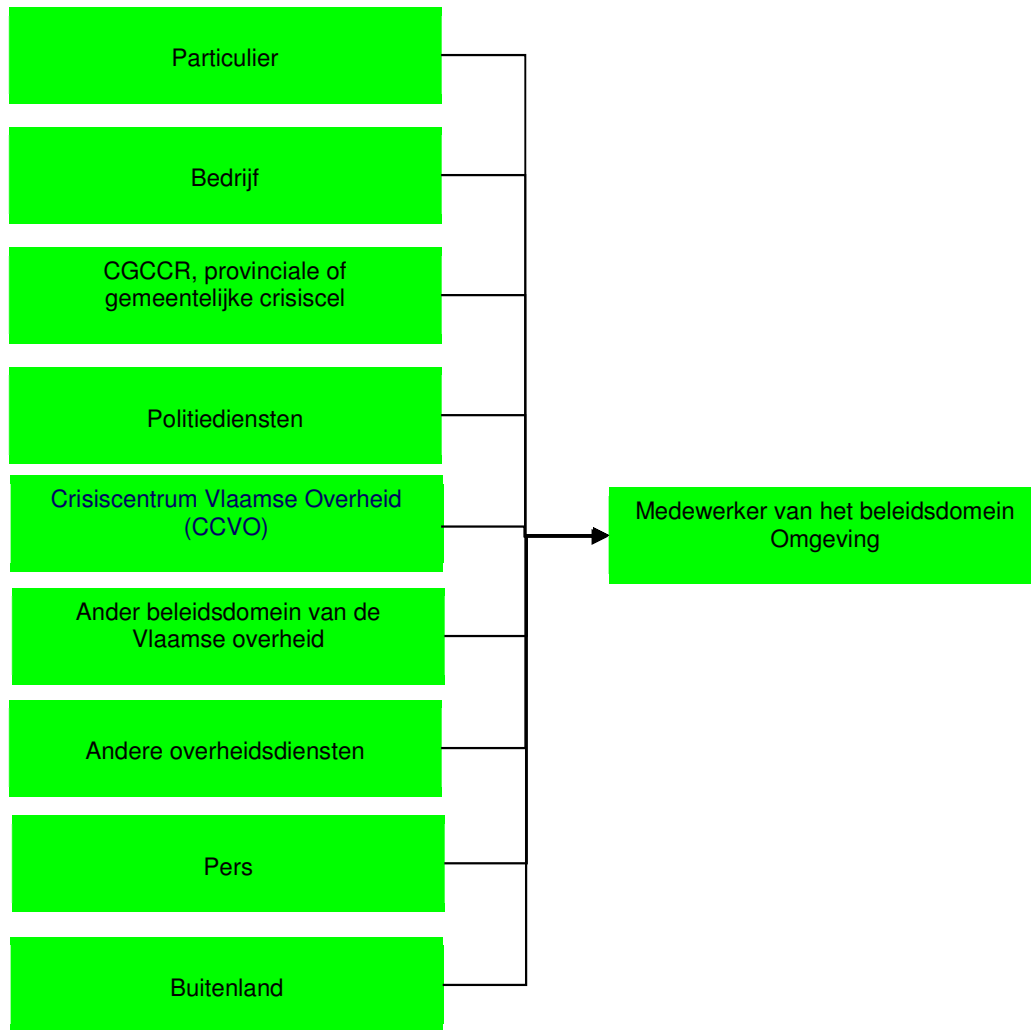 Particulier
Bedrijf
CGCCR, provinciale of
gemeentelijke crisiscel
Politiediensten
Crisiscentrum Vlaamse Overheid
(CCVO)
Medewerker van het beleidsdomein
Omgeving
Ander beleidsdomein van de
Vlaamse overheid
Andere overheidsdiensten
Pers
Buitenland